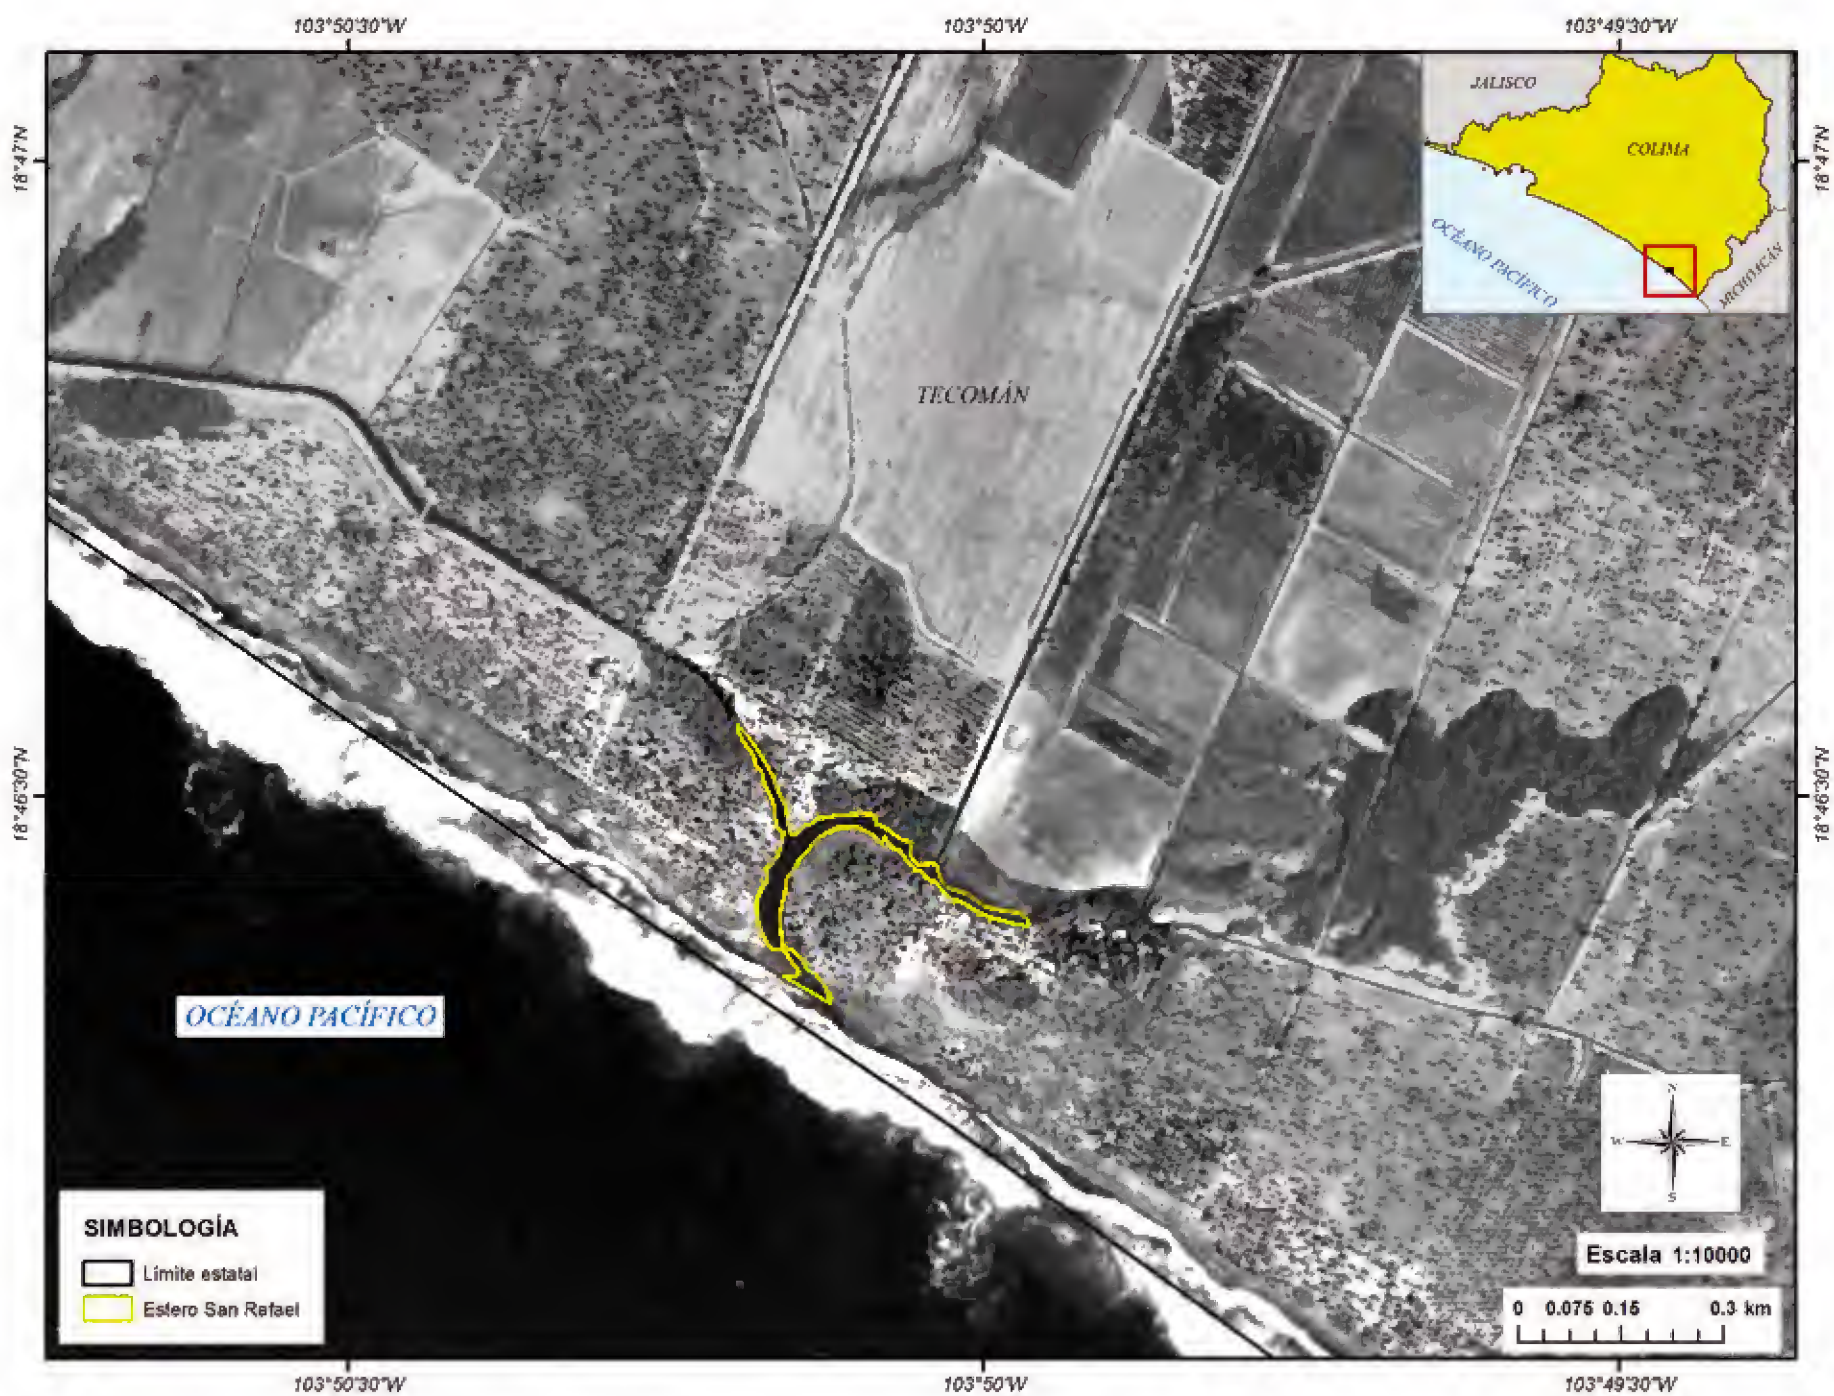 103°50'30"W 103°50'W 103°49'30"W
18°47'N
18°47'N
JALISCO
COLIMA
OCÉANO PACÍFICO
MICHOACÁN
TECOMÁN
18°46'30"N
18°46'30"N
OCÉANO PACÍFICO
N
W E
S
SIMBOLOGÍA
Límite estatal
Estero San Rafael
Escala 1:10000
0 0.075 0.15 0.3 km
103°50'30"W 103°50'W 103°49'30"W